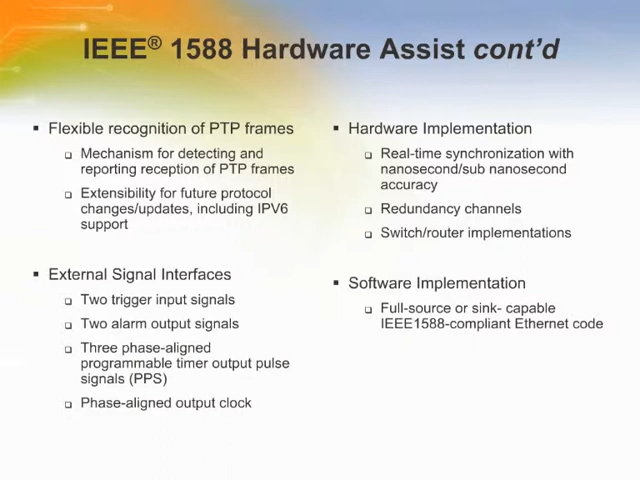 IEEE® 1588 Hardware Assist cont’d
▪ Flexible recognition of PTP frames
❑ Mechanism for detecting and
reporting reception of PTP frames
❑ Extensibility for future protocol
changes/updates, including IPV6
support
▪ External Signal Interfaces
❑ Two trigger input signals
❑ Two alarm output signals
❑ Three phase-aligned
programmable timer output pulse
signals (PPS)
❑ Phase-aligned output clock
▪ Hardware Implementation
❑ Real-time synchronization with
nanosecond/sub nanosecond
accuracy
❑ Redundancy channels
❑ Switch/router implementations
▪ Software Implementation
❑ Full-source or sink- capable
IEEE1588-compliant Ethernet code